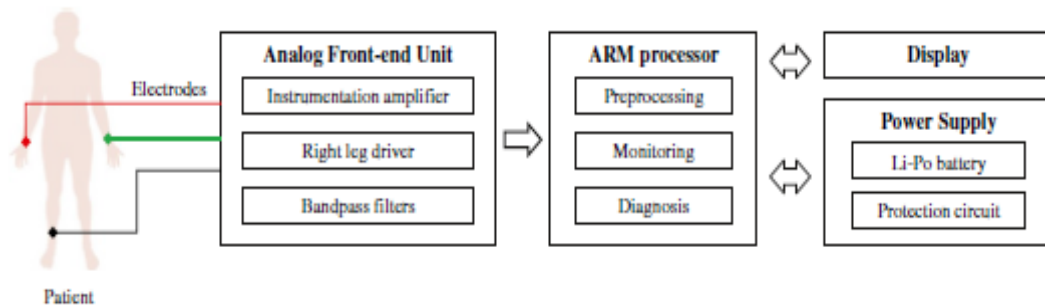 Electrodes
Patient
Analog Front-end Unit
Instrumentation amplifier
Right leg driver
Bandpass filters
ARM processor
Preprocessing
Monitoring
Diagnosis
Display
Power Supply
Li-Po battery
Protection circuit